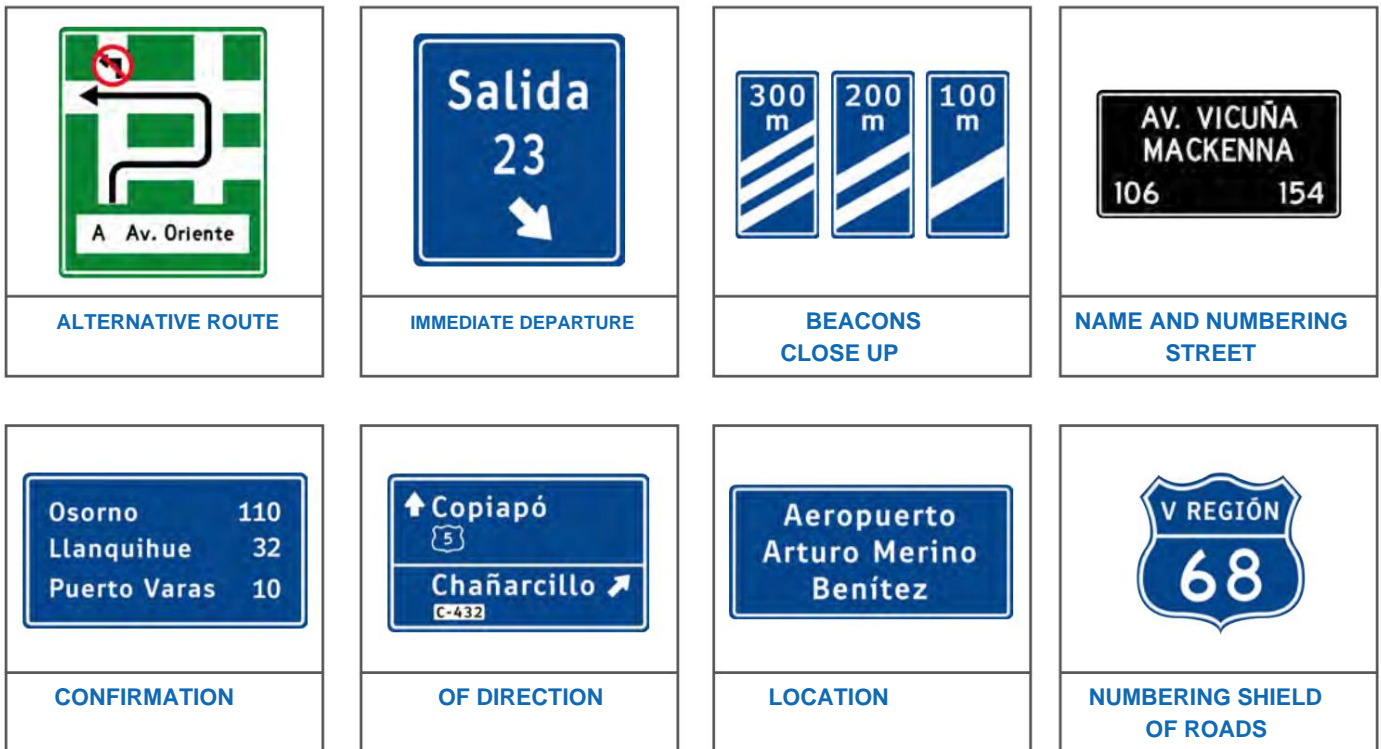 A Av. Oriente
ALTERNATIVE ROUTE
Salida
23
IMMEDIATE DEPARTURE
300
m
200
m
100
m
BEACONS
CLOSE UP
AV. VICUÑA
MACKENNA
106 154
NAME AND NUMBERING
STREET
Osorno 110
Llanquihue 32
Puerto Varas 10
CONFIRMATION
Copiapó
5
Chañarcillo
C-432
OF DIRECTION
Aeropuerto
Arturo Merino
Benítez
LOCATION
V REGIÓN
68
NUMBERING SHIELD
OF ROADS